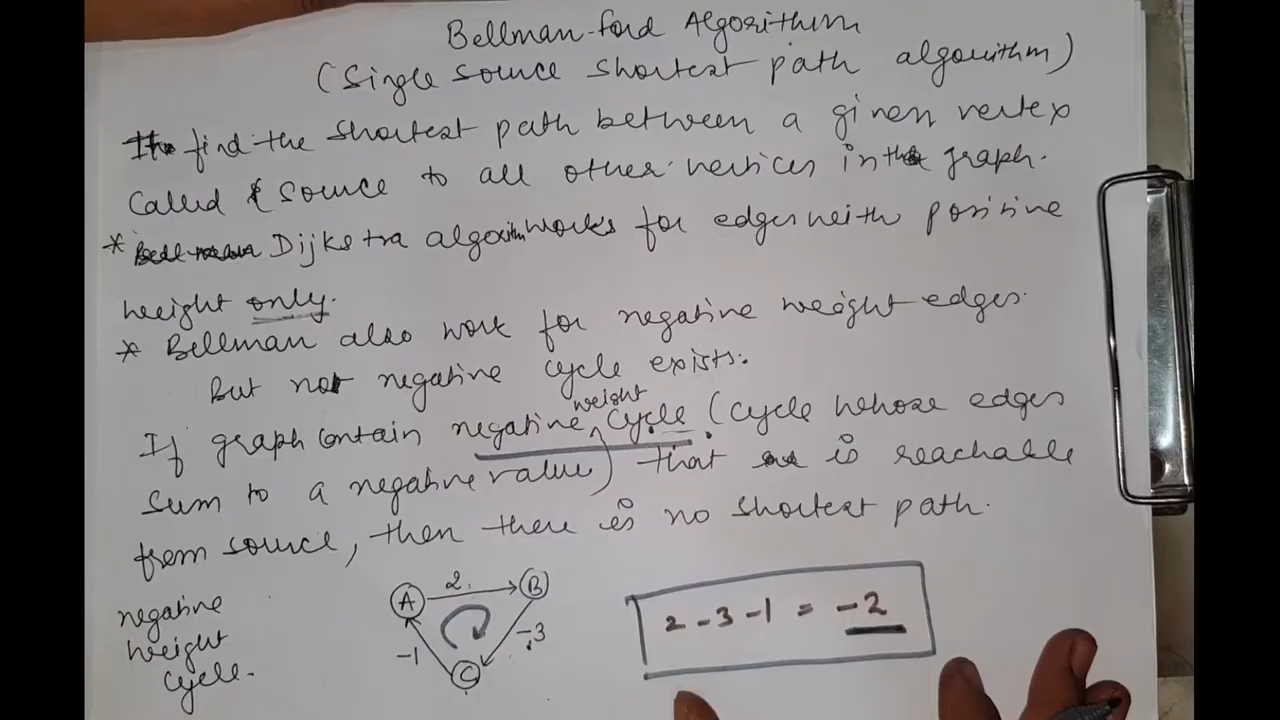 Bellman-ford Algorithm
(Single source shortest path algorithm)
find the shortest path between a given vertex
called source to all other vertices in the graph.
* Dijkstra algorithm works for edges with positive
weight only.
* Bellman also work for negative weight edges.
But not negative cycle exists.
If graph contain negative weight cycle (cycle whose edges
sum to a negative value) that is reachable
from source, then there is no shortest path.
negative
weight
cycle.
A 2 B
-3
-1
C
2 -3 -1 = -2